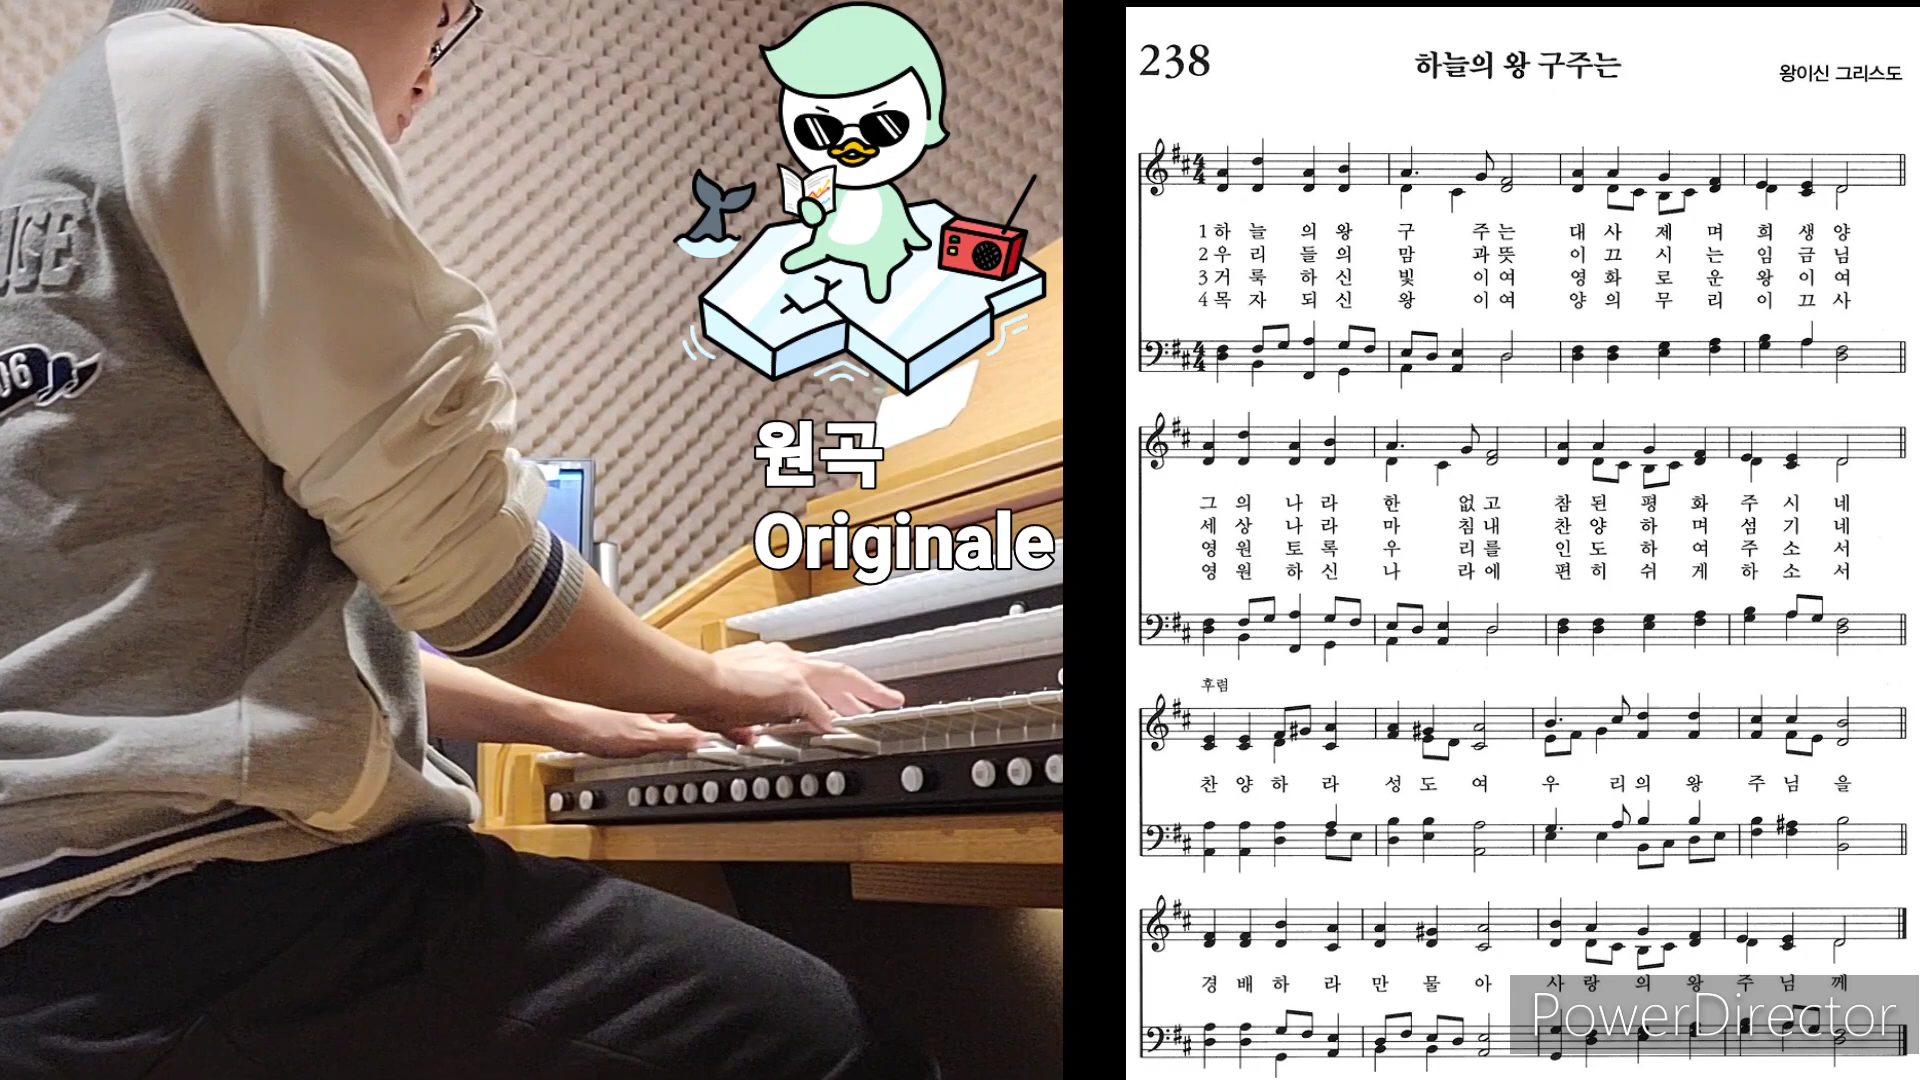 ICE
06
원곡
Originale
238
하늘의 왕 구주는
왕이신 그리스도
1 하 늘 의 왕 구 주 는 대 사 제 며 희 생 양
2 우 리 들 의 맘 과 뜻 이 끄 시 는 임 금 님
3 거 룩 하 신 빛 이 여 영 화 로 운 왕 이 여
4 목 자 되 신 왕 이 여 양 의 무 리 이 끄 사
그 의 나 라 한 없 고 참 된 평 화 주 시 네
세 상 나 라 마 침 내 찬 양 하 며 섬 기 네
영 원 토 록 우 리 를 인 도 하 여 주 소 서
영 원 하 신 나 라 에 편 히 쉬 게 하 소 서
후렴
찬 양 하 라 성 도 여 우 리 의 왕 주 님 을
경 배 하 라 만 물 아 사 랑 의 왕 주 님 께
PowerDirector